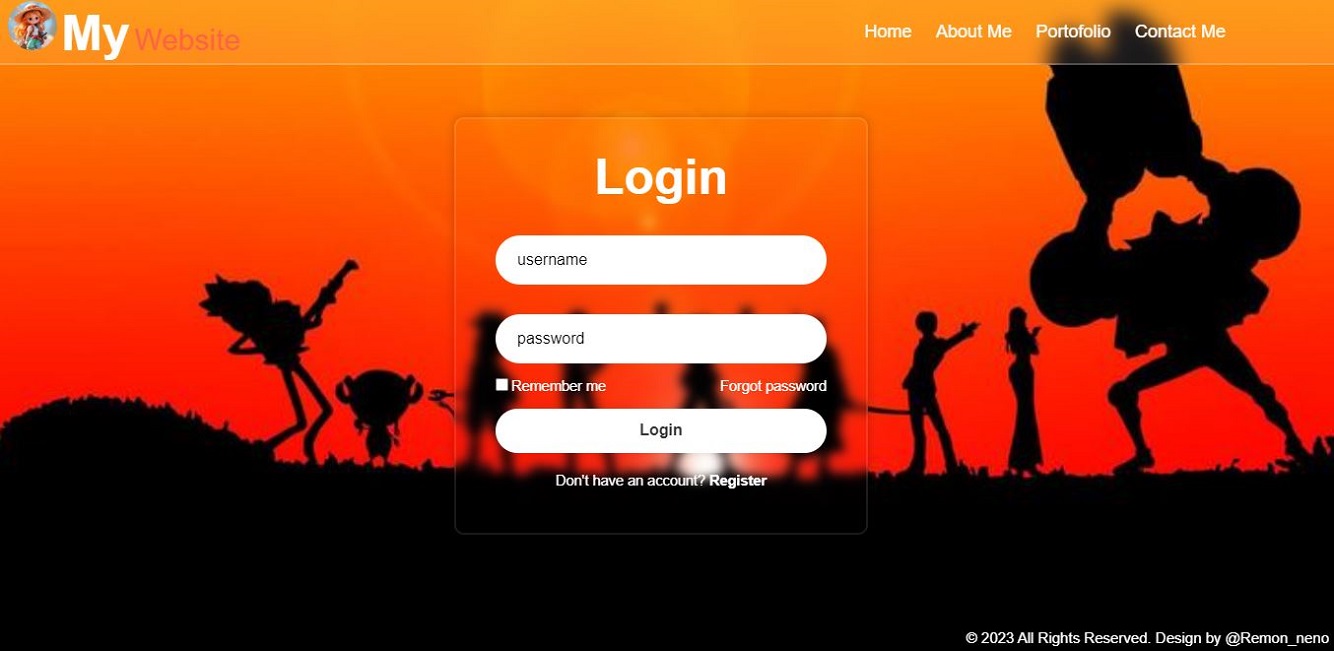 My Website
Home About Me Portofolio Contact Me
Login
username
password
Remember me Forgot password
Login
Don't have an account? Register
© 2023 All Rights Reserved. Design by @Remon_neno